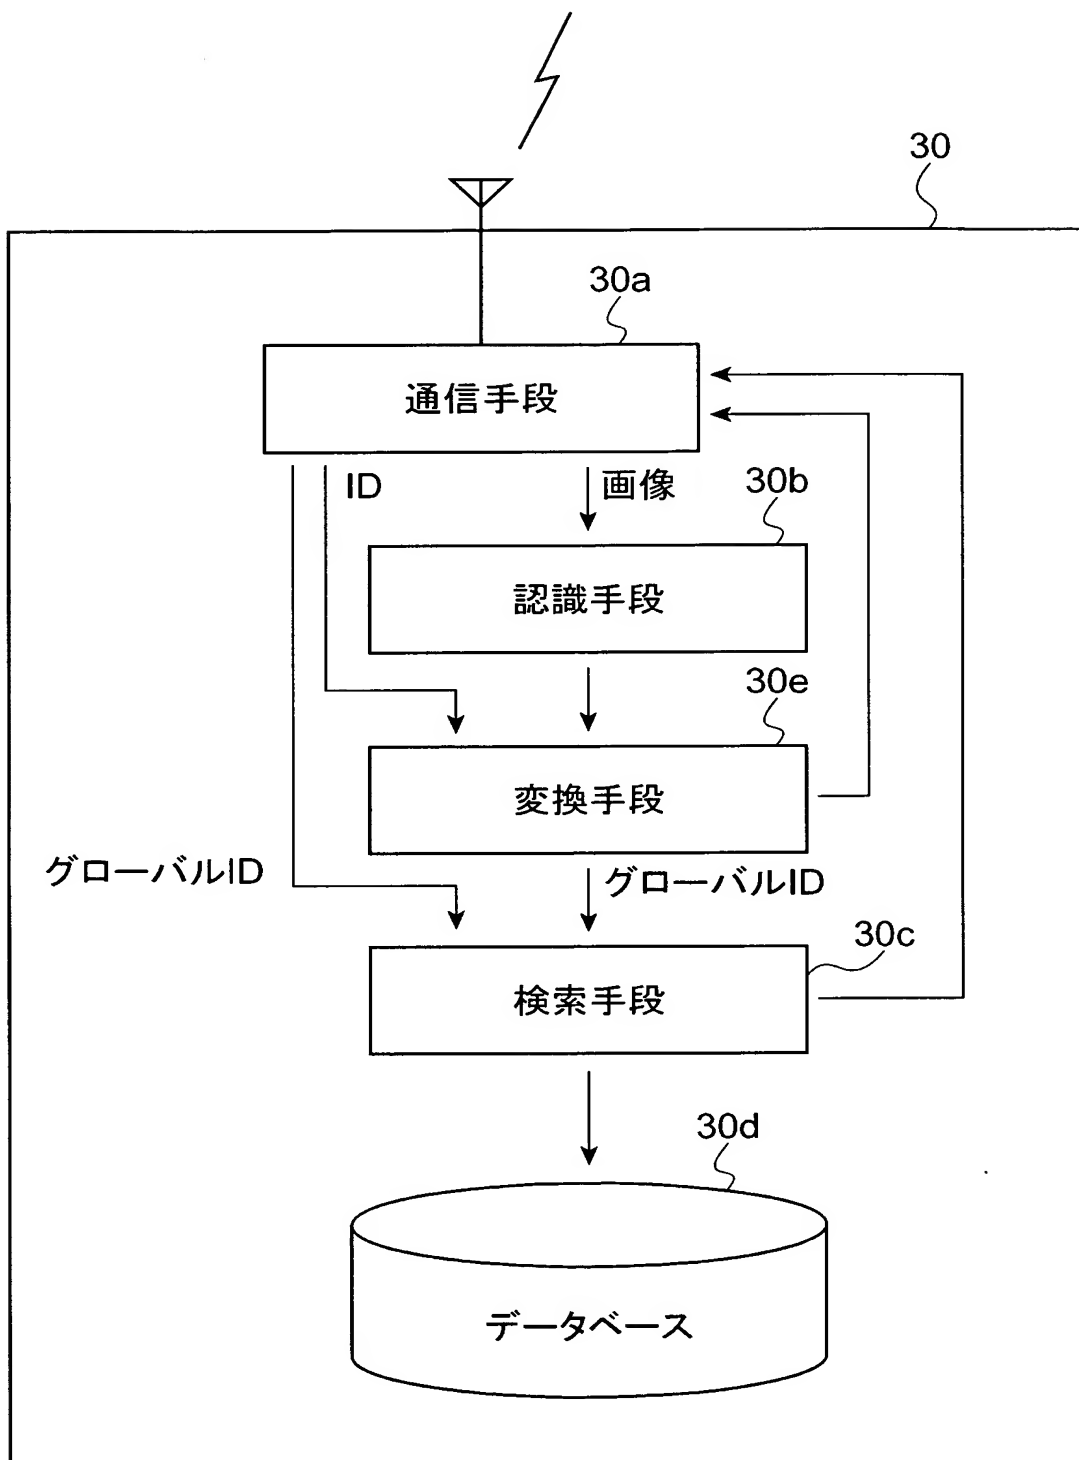 30
30a
通信手段
ID
画像
30b
認識手段
30e
変換手段
グローバルID
グローバルID
30c
検索手段
30d
データベース